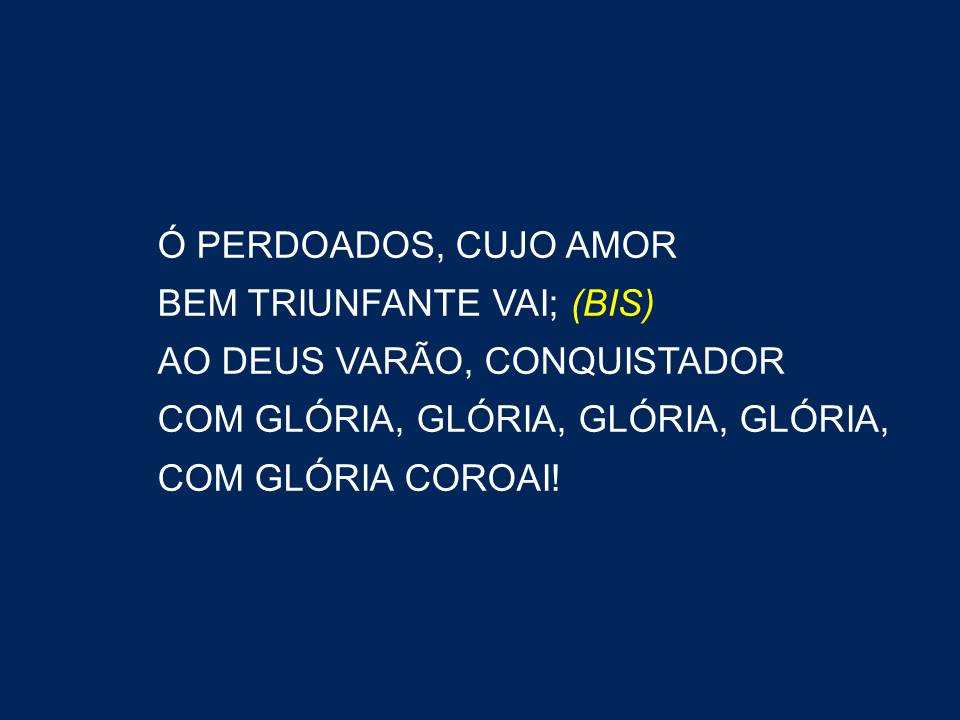 Ó PERDOADOS, CUJO AMOR
BEM TRIUNFANTE VAI; (BIS)
AO DEUS VARÃO, CONQUISTADOR
COM GLÓRIA, GLÓRIA, GLÓRIA, GLÓRIA,
COM GLÓRIA COROAI!